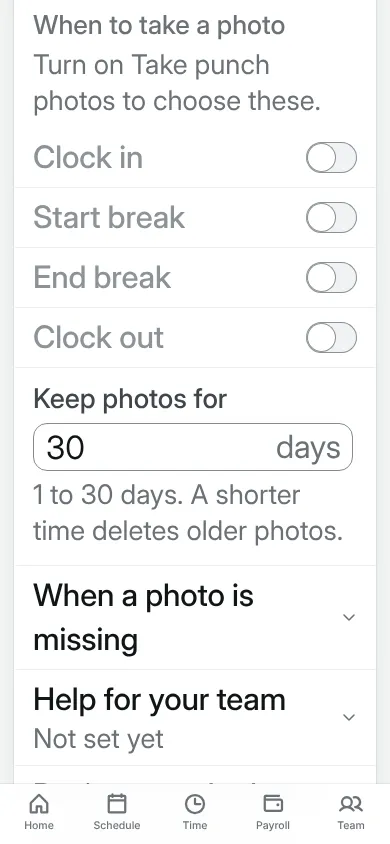 When to take a photo
Turn on Take punch
photos to choose these.
Clock in
Start break
End break
Clock out
Keep photos for
30 days
1 to 30 days. A shorter
time deletes older photos.
When a photo is
missing
Help for your team
Not set yet
Home Schedule Time Payroll Team